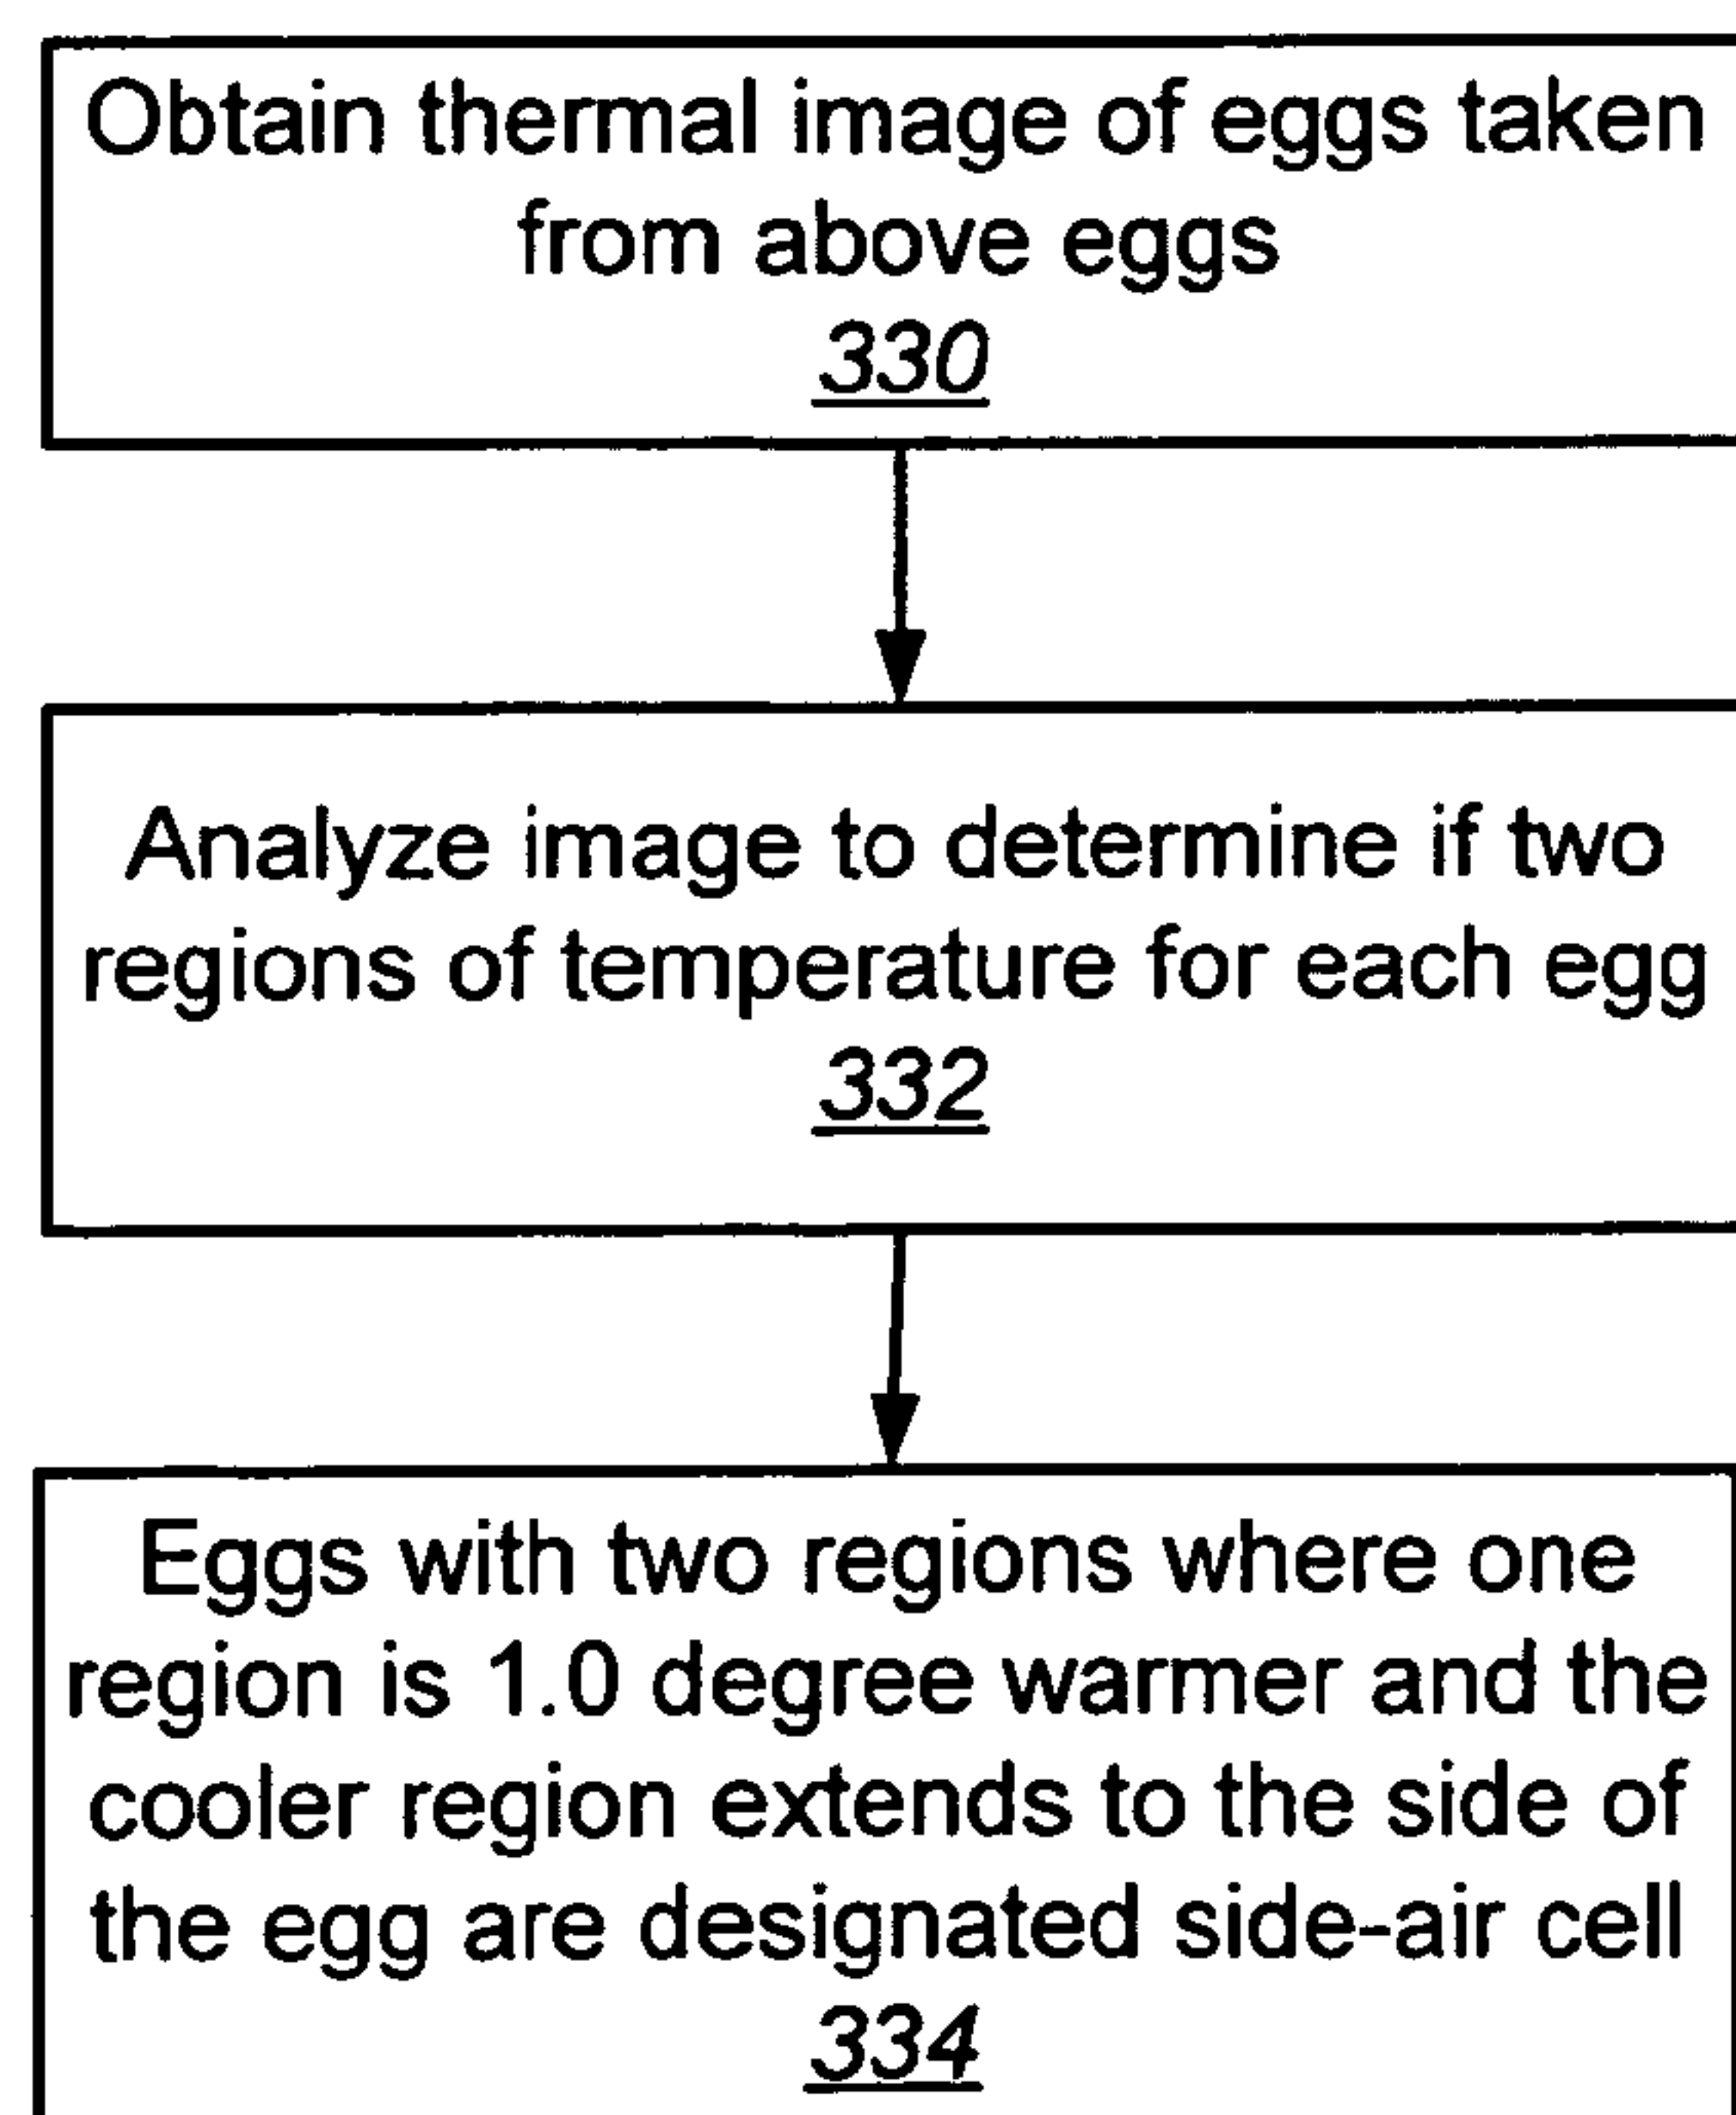 Obtain thermal image of eggs taken
from above eggs
330
Analyze image to determine if two
regions of temperature for each egg
332
Eggs with two regions where one
region is 1.0 degree warmer and the
cooler region extends to the side of
the egg are designated side-air cell
334